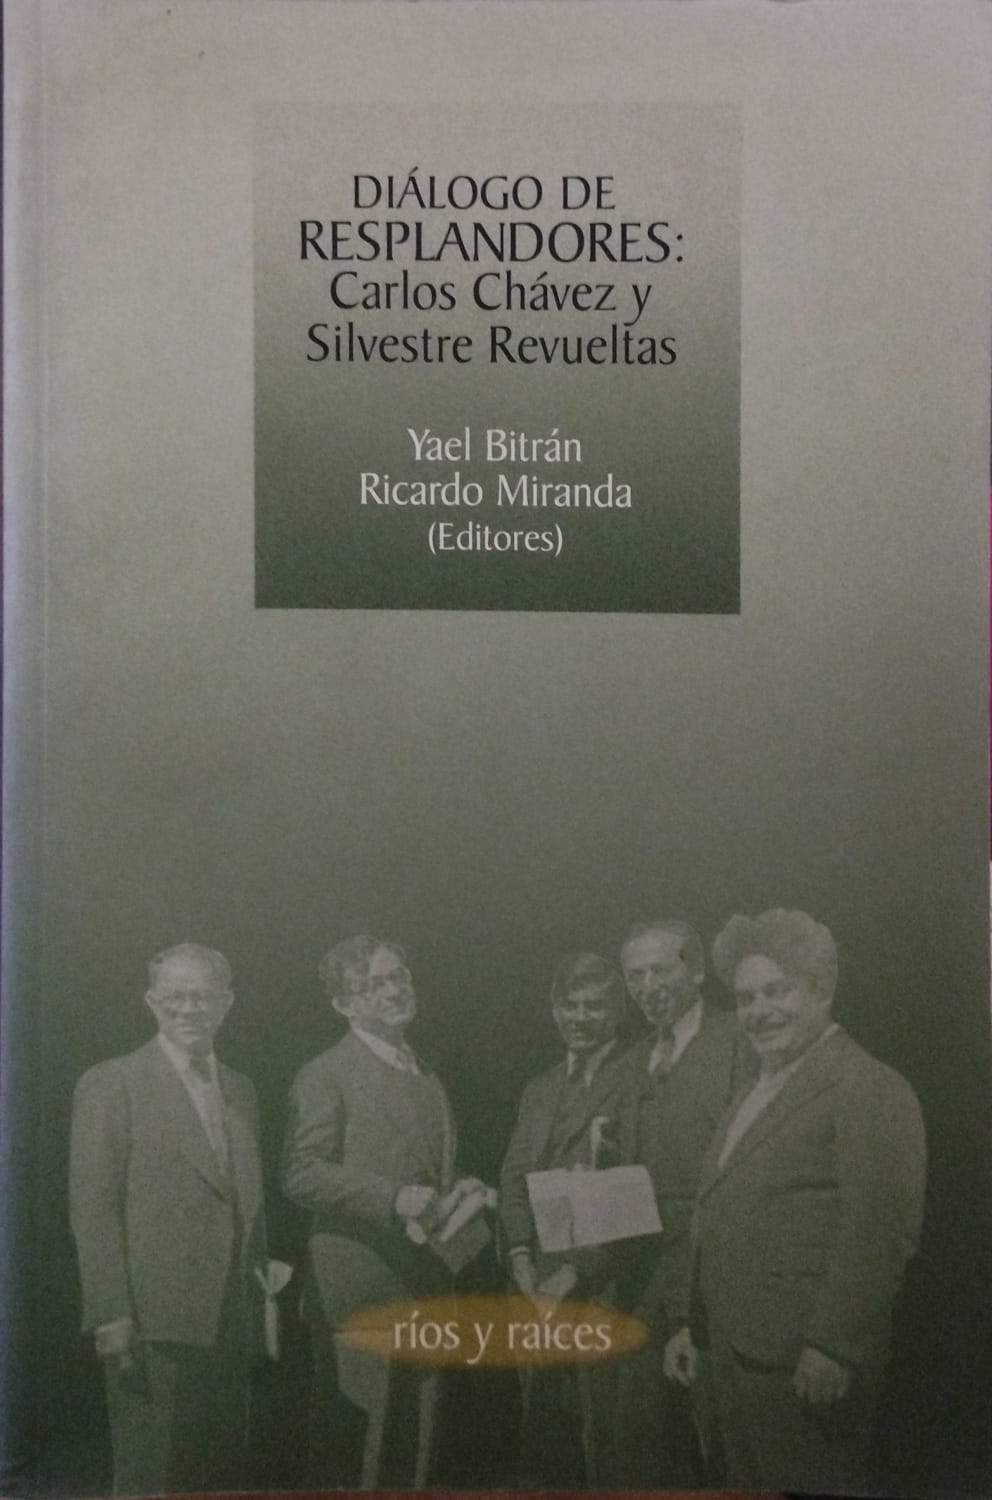 DIÁLOGO DE
RESPLANDORES:
Carlos Chávez y
Silvestre Revueltas
Yael Bitrán
Ricardo Miranda
(Editores)
ríos y raíces